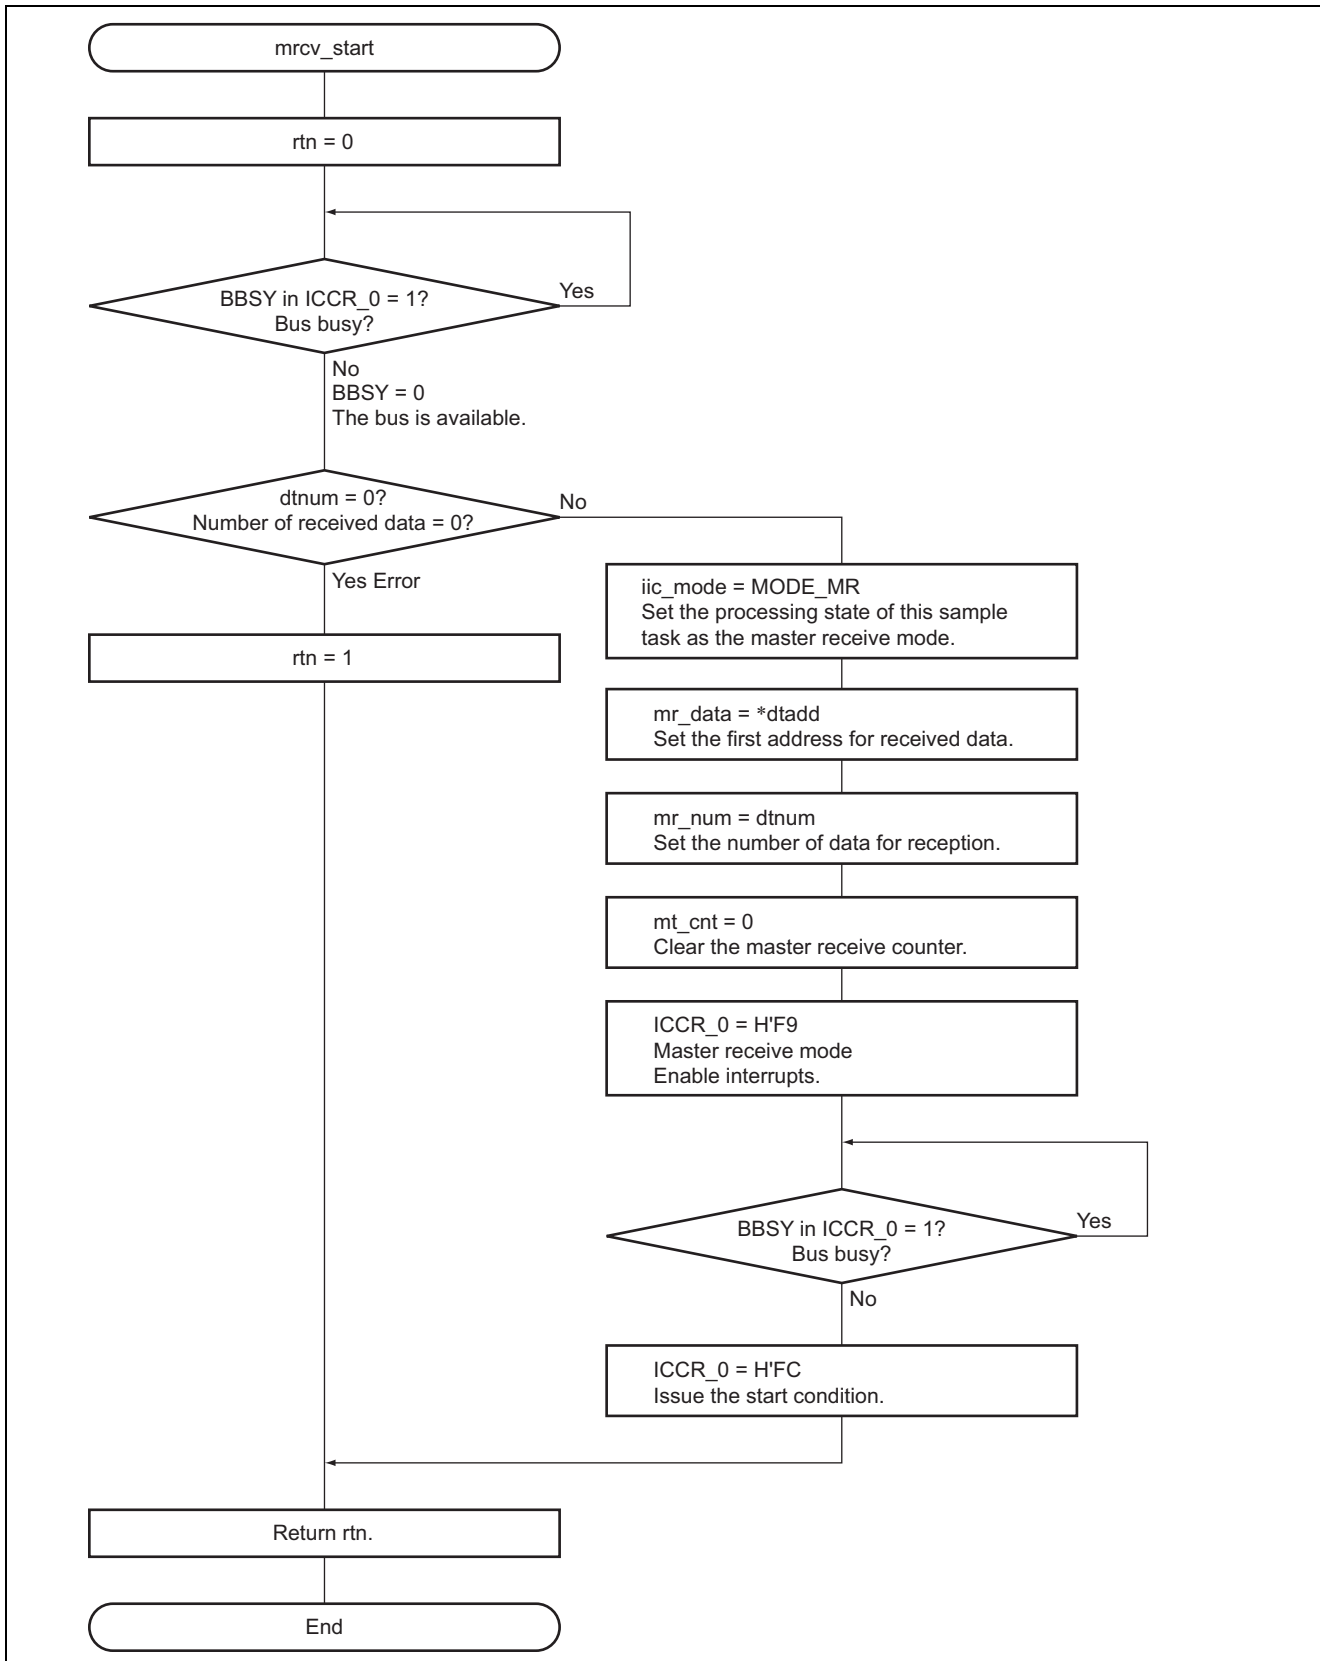 mrcv_start
rtn = 0
BBSY in ICCR_0 = 1?
Bus busy?
Yes
No
BBSY = 0
The bus is available.
dtnum = 0?
Number of received data = 0?
No
Yes Error
rtn = 1
iic_mode = MODE_MR
Set the processing state of this sample
task as the master receive mode.
mr_data = *dtadd
Set the first address for received data.
mr_num = dtnum
Set the number of data for reception.
mt_cnt = 0
Clear the master receive counter.
ICCR_0 = H'F9
Master receive mode
Enable interrupts.
BBSY in ICCR_0 = 1?
Bus busy?
Yes
No
ICCR_0 = H'FC
Issue the start condition.
Return rtn.
End